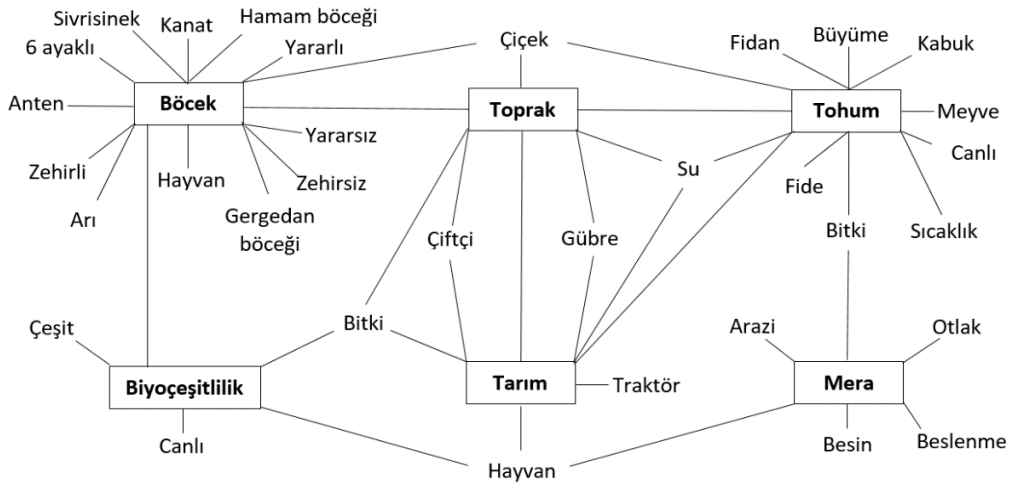 Sivrisinek
Kanat
Hamam böceği
6 ayaklı
Yararlı
Çiçek
Fidan
Büyüme
Kabuk
Anten
Böcek
Toprak
Tohum
Meyve
Yararsız
Canlı
Zehirli
Hayvan
Zehirsiz
Su
Fide
Arı
Gergedan
böceği
Çiftçi
Gübre
Bitki
Sıcaklık
Çeşit
Bitki
Arazi
Otlak
Biyoçeşitlilik
Tarım
Traktör
Mera
Canlı
Hayvan
Besin
Beslenme